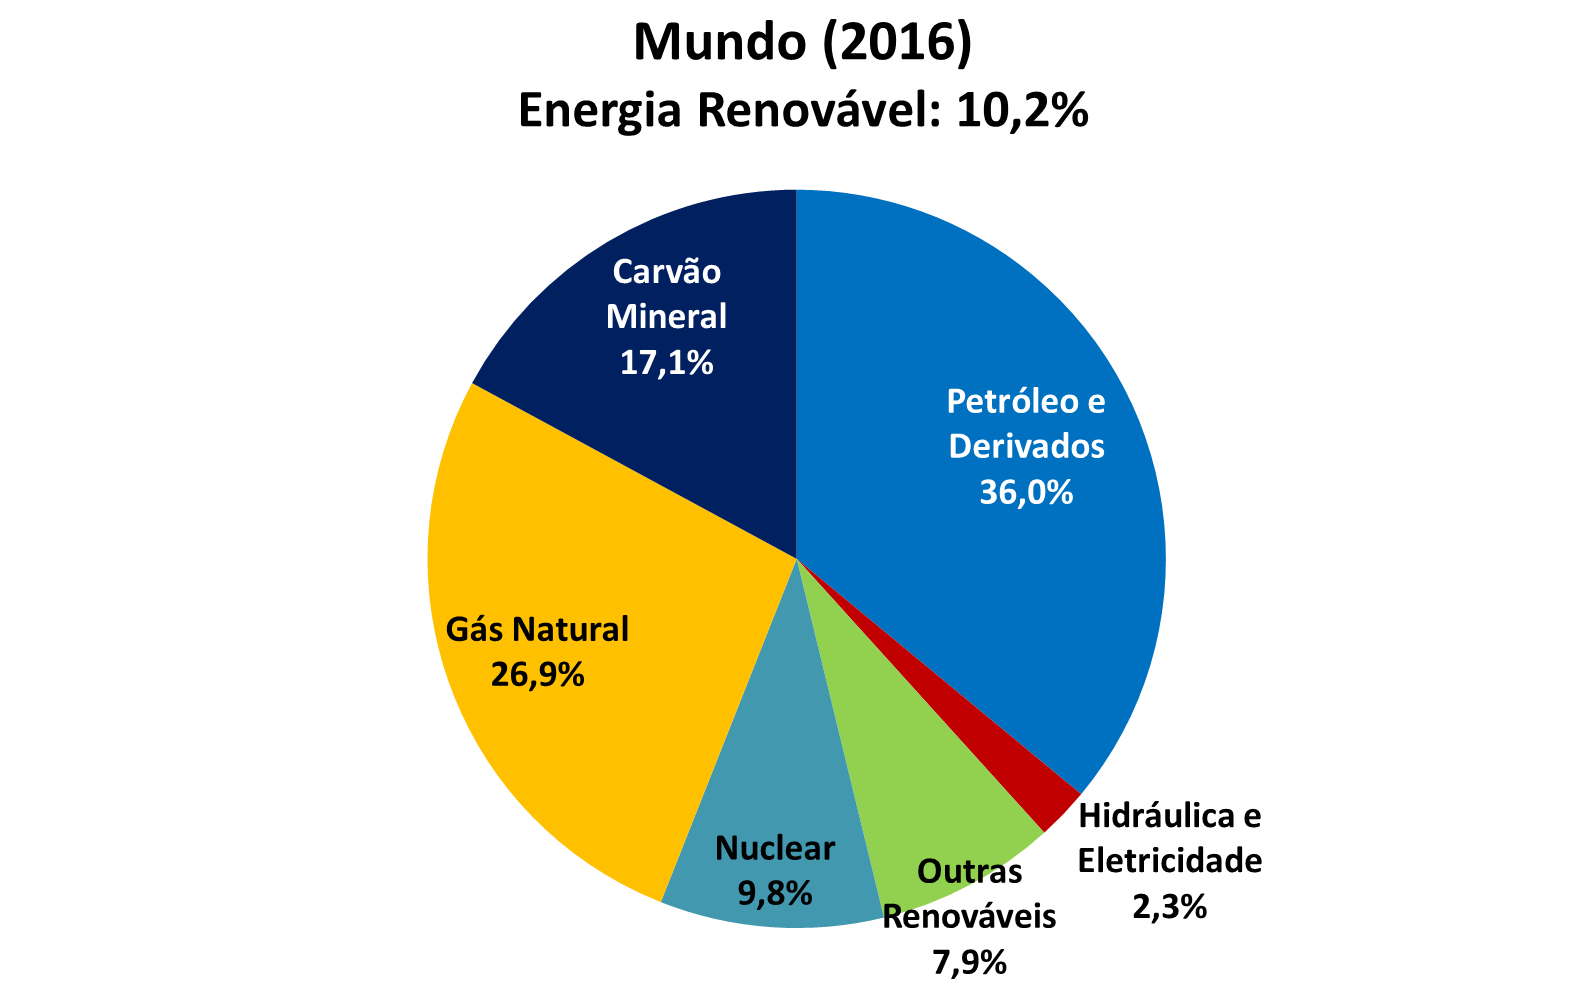 Mundo (2016)
Energia Renovável: 10,2%
Carvão
Mineral
17,1%
Petróleo e
Derivados
36,0%
Gás Natural
26,9%
Nuclear
9,8%
Outras
Renováveis
7,9%
Hidráulica e
Eletricidade
2,3%